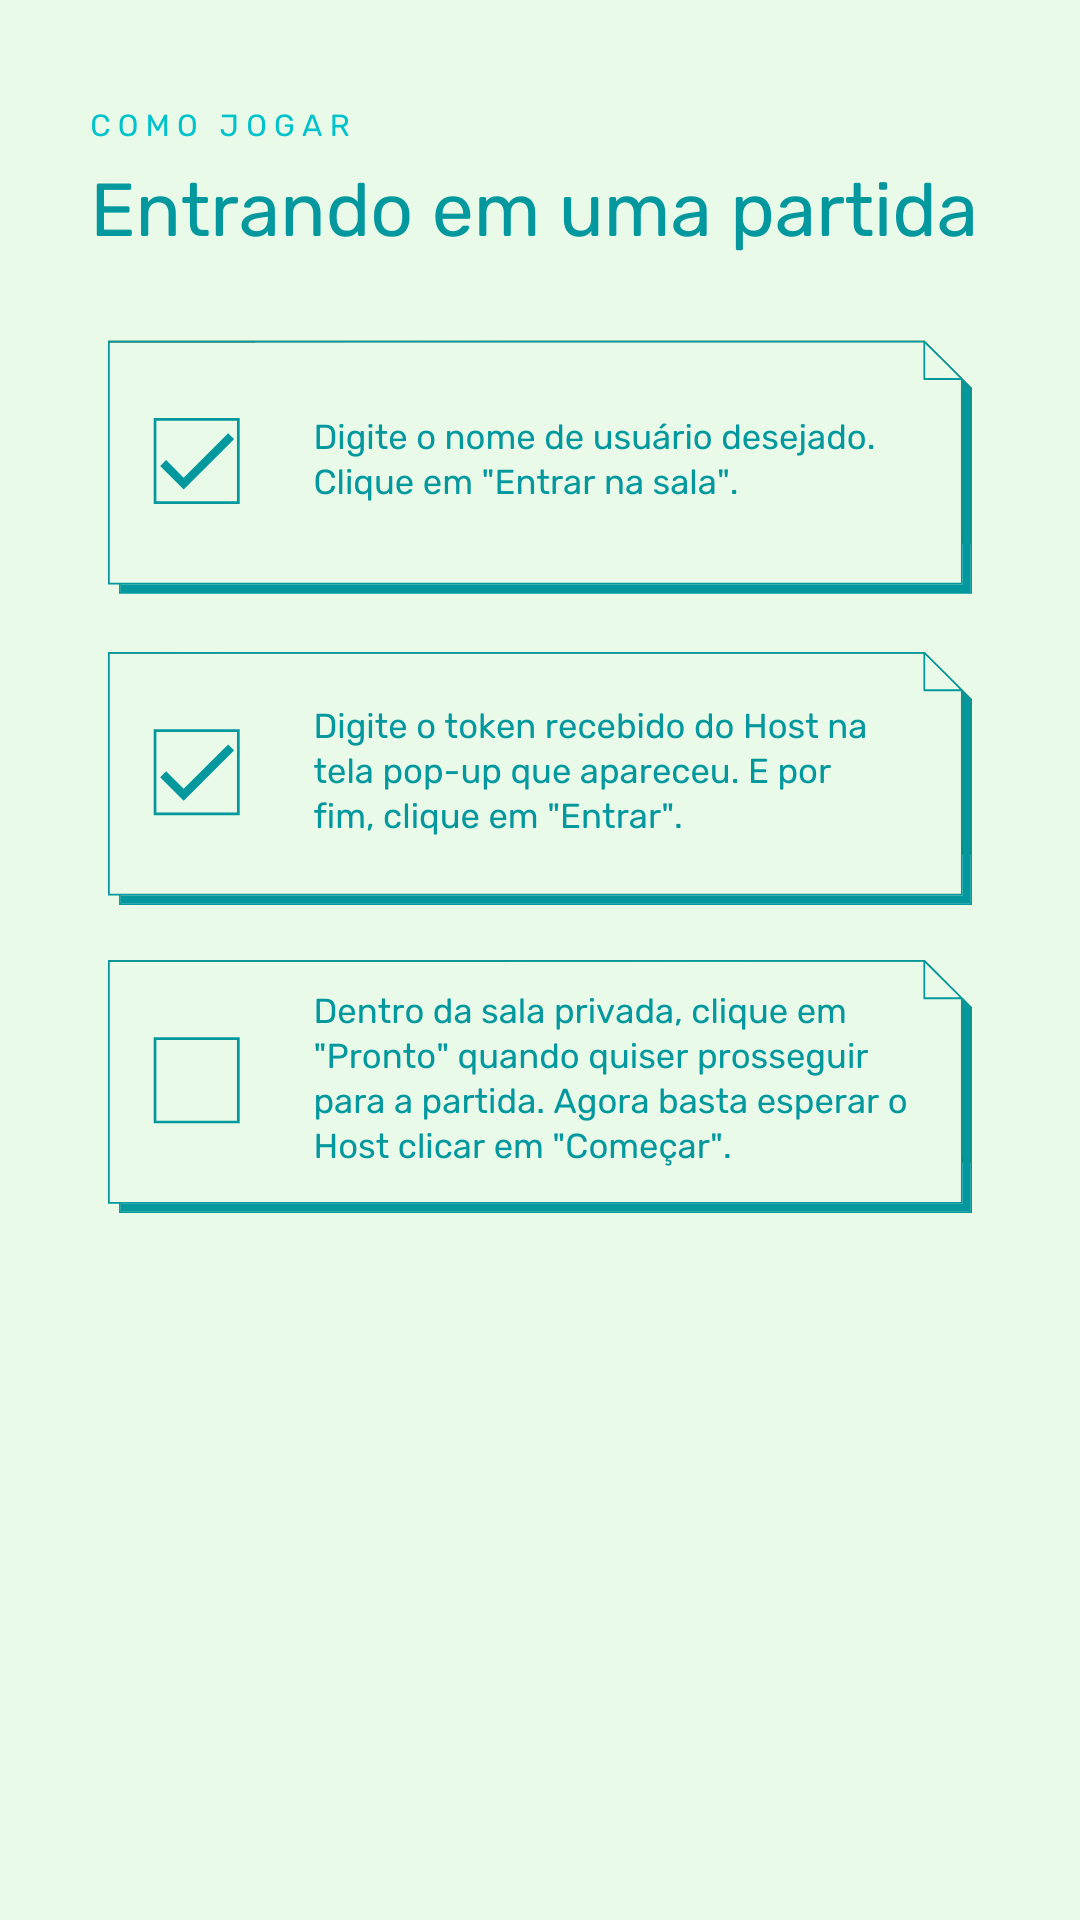 COMO JOGAR
Entrando em uma partida
Digite o nome de usuário desejado.
Clique em "Entrar na sala".
Digite o token recebido do Host na
tela pop-up que apareceu. E por
fim, clique em "Entrar".
Dentro da sala privada, clique em
"Pronto" quando quiser prosseguir
para a partida. Agora basta esperar o
Host clicar em "Começar".